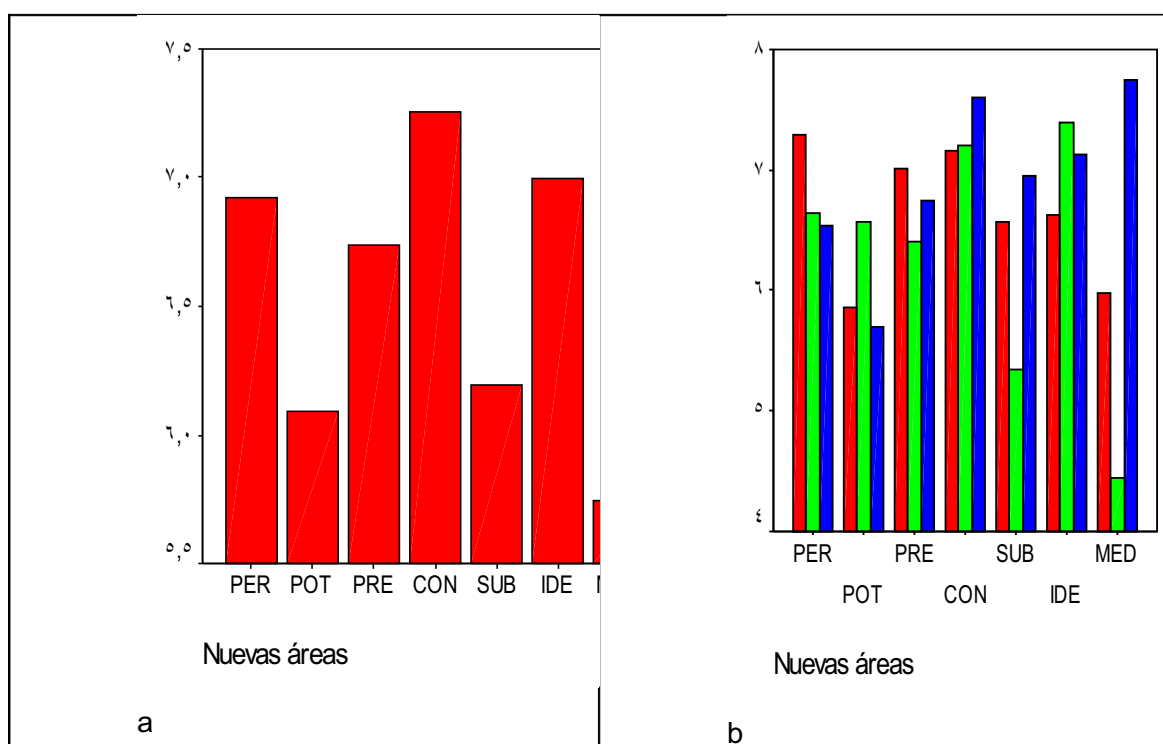 ٧,٥
٧,٠
٦,٥
٦,٠
٥,٥
PER POT PRE CON SUB IDE
Nuevas áreas
a
٨
٧
٦
٥
٤
PER PRE SUB MED
POT CON IDE
Nuevas áreas
b